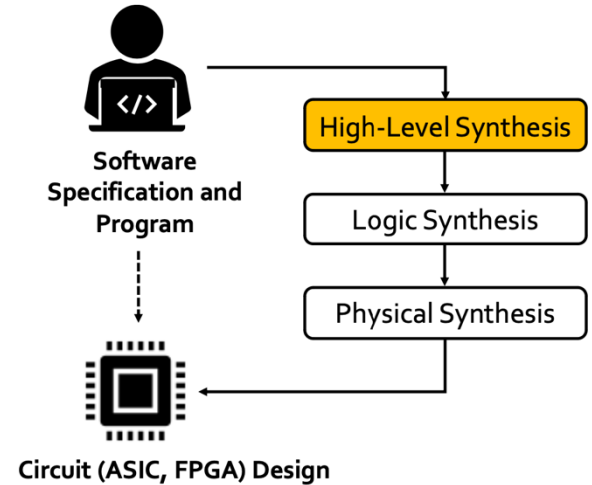 </>
Software
Specification and
Program
High-Level Synthesis
Logic Synthesis
Physical Synthesis
Circuit (ASIC, FPGA) Design